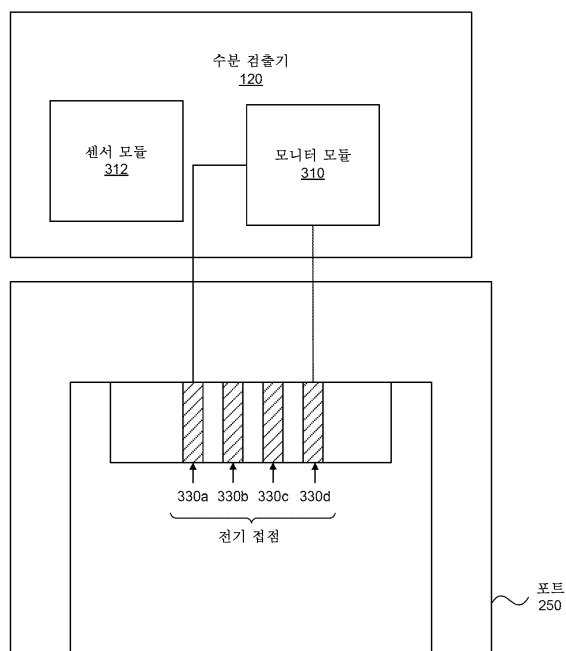 수분 검출기
120
센서 모듈
312
모니터 모듈
310
330a 330b 330c 330d
전기 접점
포트
250